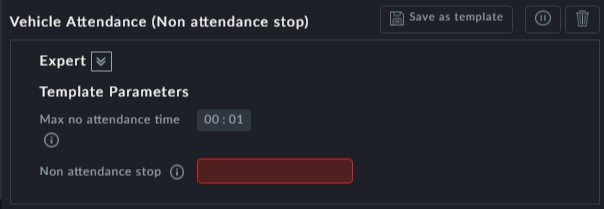 Vehicle Attendance (Non attendance stop)
Save as template
Expert
Template Parameters
Max no attendance time
00 : 01
Non attendance stop